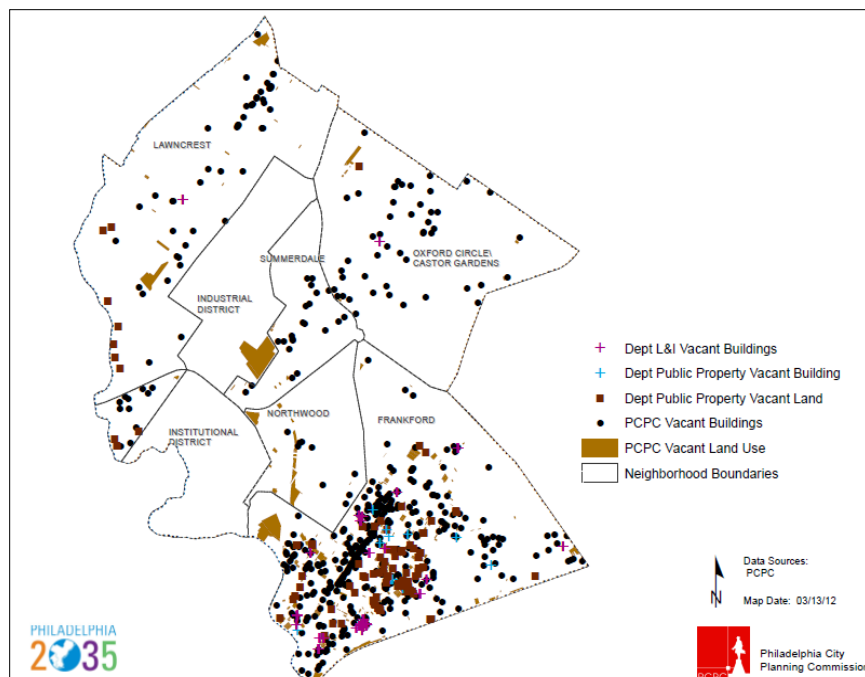 LAWNCREST
SUMMERDALE
OXFORD CIRCLE\
CASTOR GARDENS
INDUSTRIAL
DISTRICT
NORTHWOOD
FRANKFORD
INSTITUTIONAL
DISTRICT
Dept L&I Vacant Buildings
Dept Public Property Vacant Building
Dept Public Property Vacant Land
PCPC Vacant Buildings
PCPC Vacant Land Use
Neighborhood Boundaries
Data Sources:
PCPC
N
Map Date: 03/13/12
PHILADELPHIA
2035
PCPC
Philadelphia City
Planning Commission